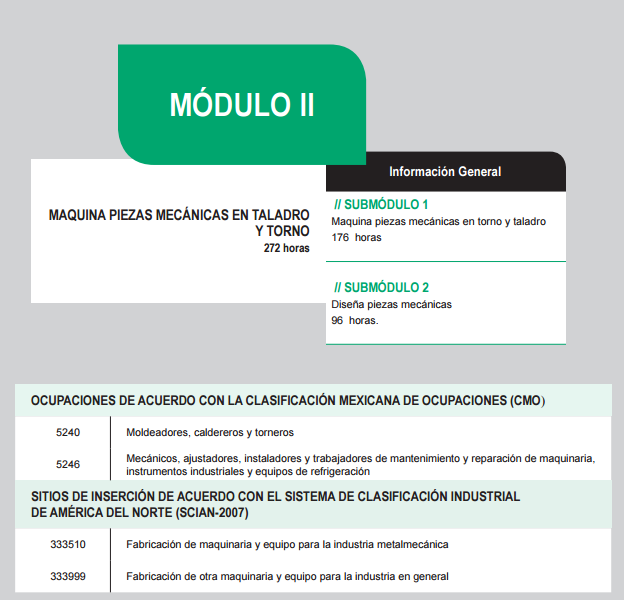 MÓDULO II
MAQUINA PIEZAS MECÁNICAS EN TALADRO
Y TORNO
272 horas
Información General
// SUBMÓDULO 1
Maquina piezas mecánicas en torno y taladro
176 horas
// SUBMÓDULO 2
Diseña piezas mecánicas
96 horas.
OCUPACIONES DE ACUERDO CON LA CLASIFICACIÓN MEXICANA DE OCUPACIONES (CMO)
5240 Moldeadores, caldereros y torneros
5246 Mecánicos, ajustadores, instaladores y trabajadores de mantenimiento y reparación de maquinaria,
instrumentos industriales y equipos de refrigeración
SITIOS DE INSERCIÓN DE ACUERDO CON EL SISTEMA DE CLASIFICACIÓN INDUSTRIAL
DE AMÉRICA DEL NORTE (SCIAN-2007)
333510 Fabricación de maquinaria y equipo para la industria metalmecánica
333999 Fabricación de otra maquinaria y equipo para la industria en general